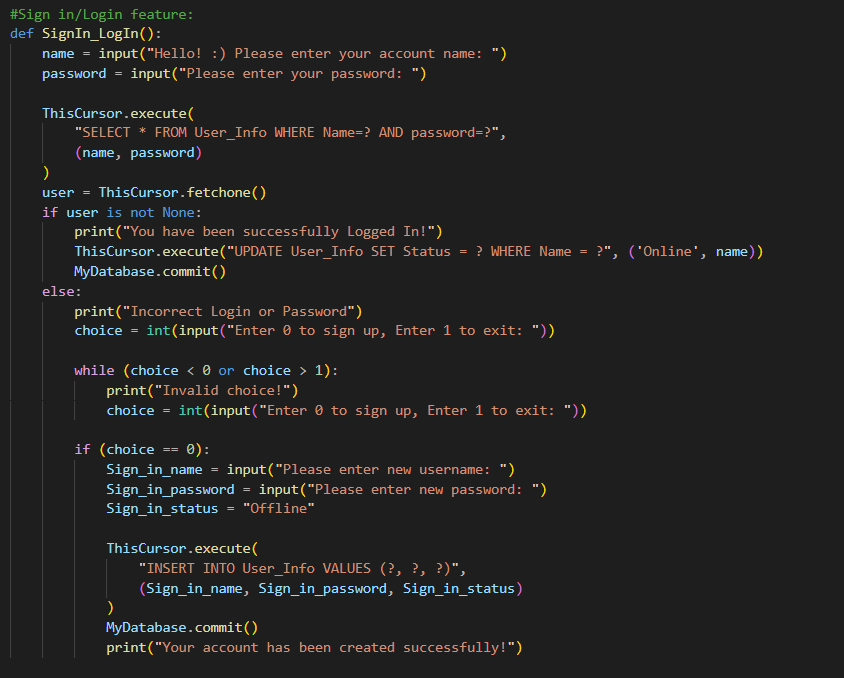 #Sign in/Login feature:
def SignIn_LogIn():
    name = input("Hello! :) Please enter your account name: ")
    password = input("Please enter your password: ")

    ThisCursor.execute(
        "SELECT * FROM User_Info WHERE Name=? AND password=?",
        (name, password)
    )
    user = ThisCursor.fetchone()
    if user is not None:
        print("You have been successfully Logged In!")
        ThisCursor.execute("UPDATE User_Info SET Status = ? WHERE Name = ?", ('Online', name))
        MyDatabase.commit()
    else:
        print("Incorrect Login or Password")
        choice = int(input("Enter 0 to sign up, Enter 1 to exit: "))

        while (choice < 0 or choice > 1):
            print("Invalid choice!")
            choice = int(input("Enter 0 to sign up, Enter 1 to exit: "))

        if (choice == 0):
            Sign_in_name = input("Please enter new username: ")
            Sign_in_password = input("Please enter new password: ")
            Sign_in_status = "Offline"

            ThisCursor.execute(
                "INSERT INTO User_Info VALUES (?, ?, ?)",
                (Sign_in_name, Sign_in_password, Sign_in_status)
            )
            MyDatabase.commit()
            print("Your account has been created successfully!")